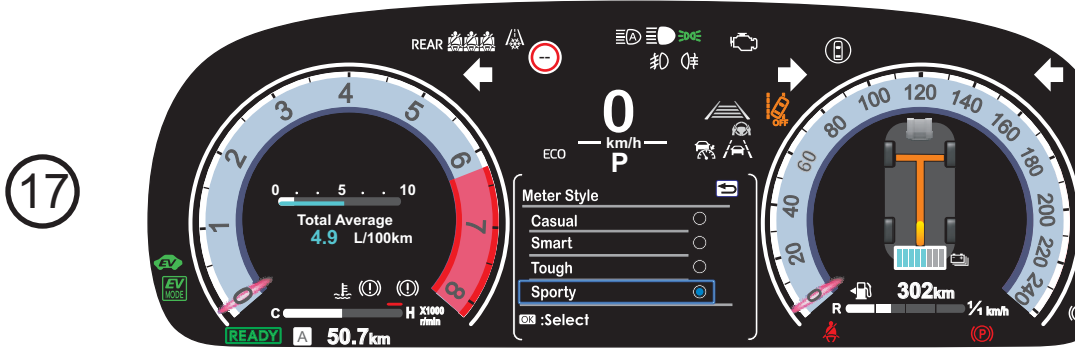 17
REAR
--
A
0
km/h
P
ECO
OFF
0 1 2 3 4 5 6 7 8
0 . . 5 . . 10
Total Average
4.9 L/100km
EV
EV
MODE
C H X1000
r/min
READY A 50.7km
Meter Style
Casual
Smart
Tough
Sporty
OK :Select
0 20 40 60 80 100 120 140 160 180 200 220 240
302km
R 1/1 km/h
P